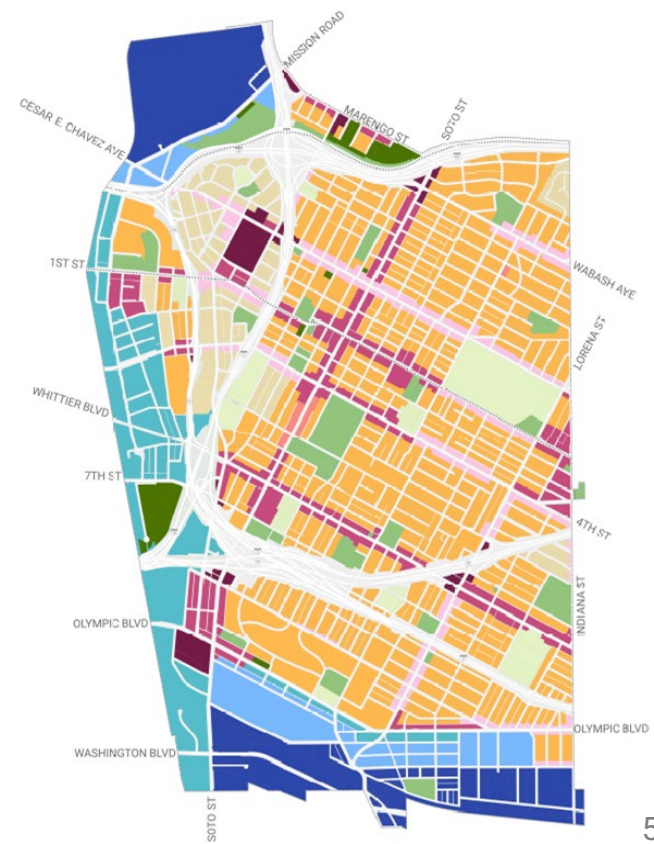 MISSION ROAD
CESAR E. CHAVEZ AVE
MARENGO ST
SOTO ST
1ST ST
WABASH AVE
LORENA ST
WHITTIER BLVD
7TH ST
4TH ST
INDIANA ST
OLYMPIC BLVD
OLYMPIC BLVD
WASHINGTON BLVD
SOTO ST
5